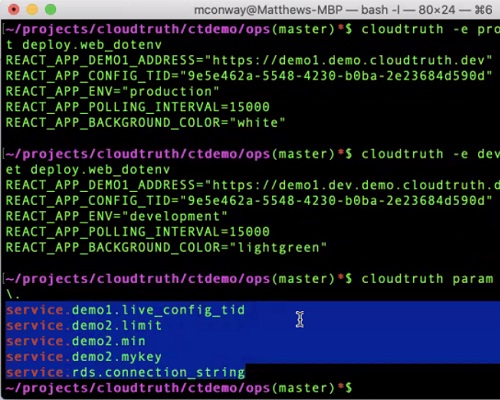 mconway@Matthews-MBP — bash -l — 80×24 — ⌘6
[~/projects/cloudtruth/ctdemo/ops(master)*$ cloudtruth -e pro
t deploy.web_dotenv
REACT_APP_DEMO1_ADDRESS="https://demo1.demo.cloudtruth.dev"
REACT_APP_CONFIG_TID="9e5e462a-5548-4230-b0ba-2e23684d590d"
REACT_APP_ENV="production"
REACT_APP_POLLING_INTERVAL=15000
REACT_APP_BACKGROUND_COLOR="white"
[~/projects/cloudtruth/ctdemo/ops(master)*$ cloudtruth -e dev
et deploy.web_dotenv
REACT_APP_DEMO1_ADDRESS="https://demo1.dev.demo.cloudtruth.d
REACT_APP_CONFIG_TID="9e5e462a-5548-4230-b0ba-2e23684d590d"
REACT_APP_ENV="development"
REACT_APP_POLLING_INTERVAL=15000
REACT_APP_BACKGROUND_COLOR="lightgreen"
[~/projects/cloudtruth/ctdemo/ops(master)*$ cloudtruth param
\.
service.demo1.live_config_tid
service.demo2.limit
service.demo2.min
service.demo2.mykey
service.rds.connection_string
~/projects/cloudtruth/ctdemo/ops(master)*$